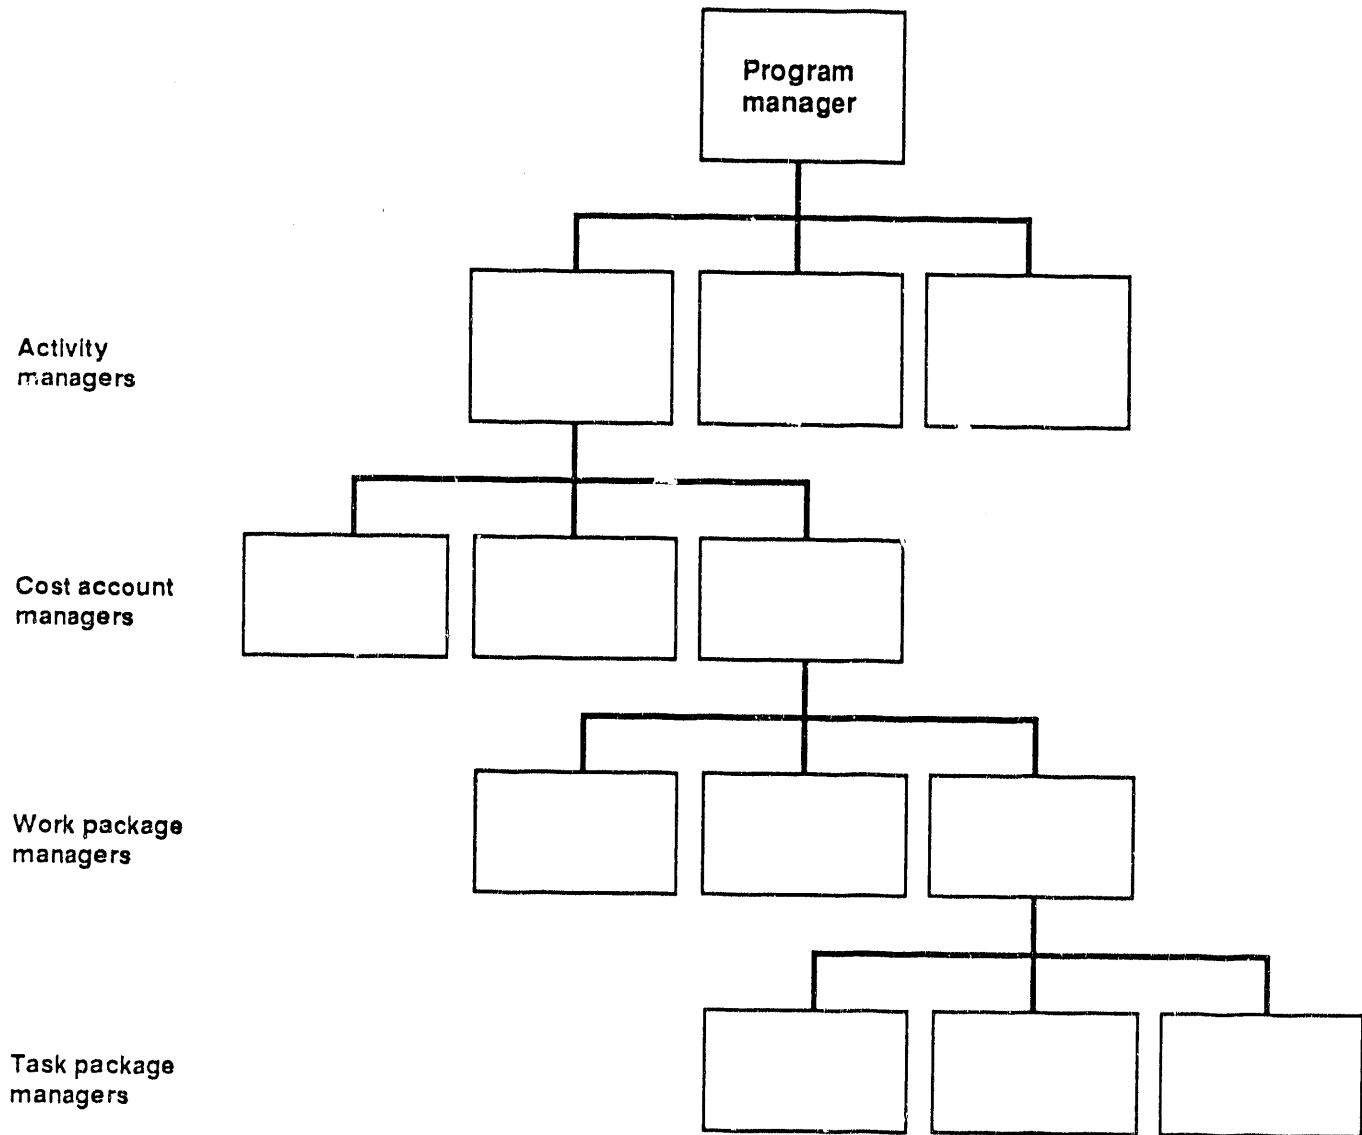 Program
manager
Activity
managers
Cost account
managers
Work package
managers
Task package
managers